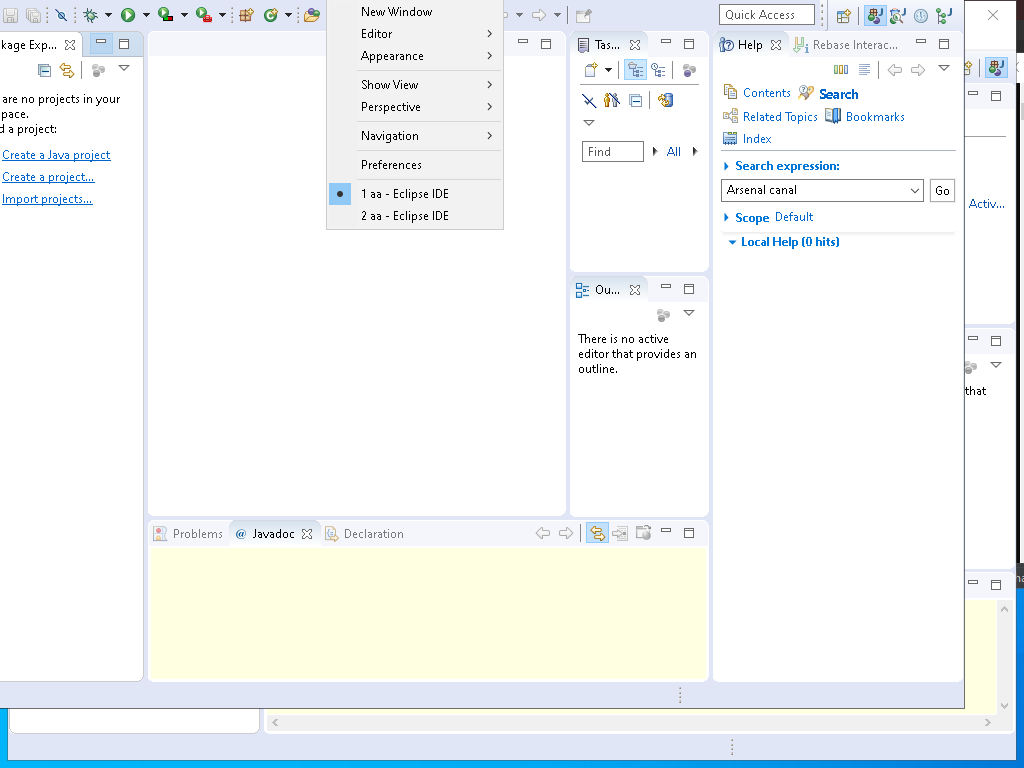 New Window
Editor
Appearance
Show View
Perspective
Navigation
Preferences
1 aa - Eclipse IDE
2 aa - Eclipse IDE
Quick Access
kage Exp...
are no projects in your
pace.
d a project:
Create a Java project
Create a project...
Import projects...
Tas...
Find
All
Ou...
There is no active
editor that provides an
outline.
Help
Rebase Interac...
Contents
Search
Related Topics
Bookmarks
Index
Search expression:
Arsenal canal
Go
Scope Default
Local Help (0 hits)
Activ...
that
Problems
@ Javadoc
Declaration